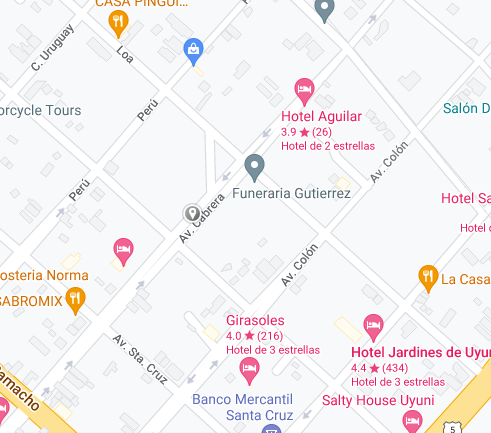 CASA PINGÜI...
C. Uruguay
Loa
orcycle Tours
Perú
Hotel Aguilar
3.9 ★ (26)
Hotel de 2 estrellas
Salón D
Av. Colón
Perú
Funeraria Gutierrez
Hotel Sa
Hotel d
Av. Cabrera
osteria Norma
Av. Colón
La Casa
SABROMIX
Girasoles
4.0 ★ (216)
Hotel de 3 estrellas
Av. Sta. Cruz
Hotel Jardines de Uyun
4.4 ★ (434)
Hotel de 3 estrellas
amacho
Banco Mercantil
Santa Cruz
Salty House Uyuni
5